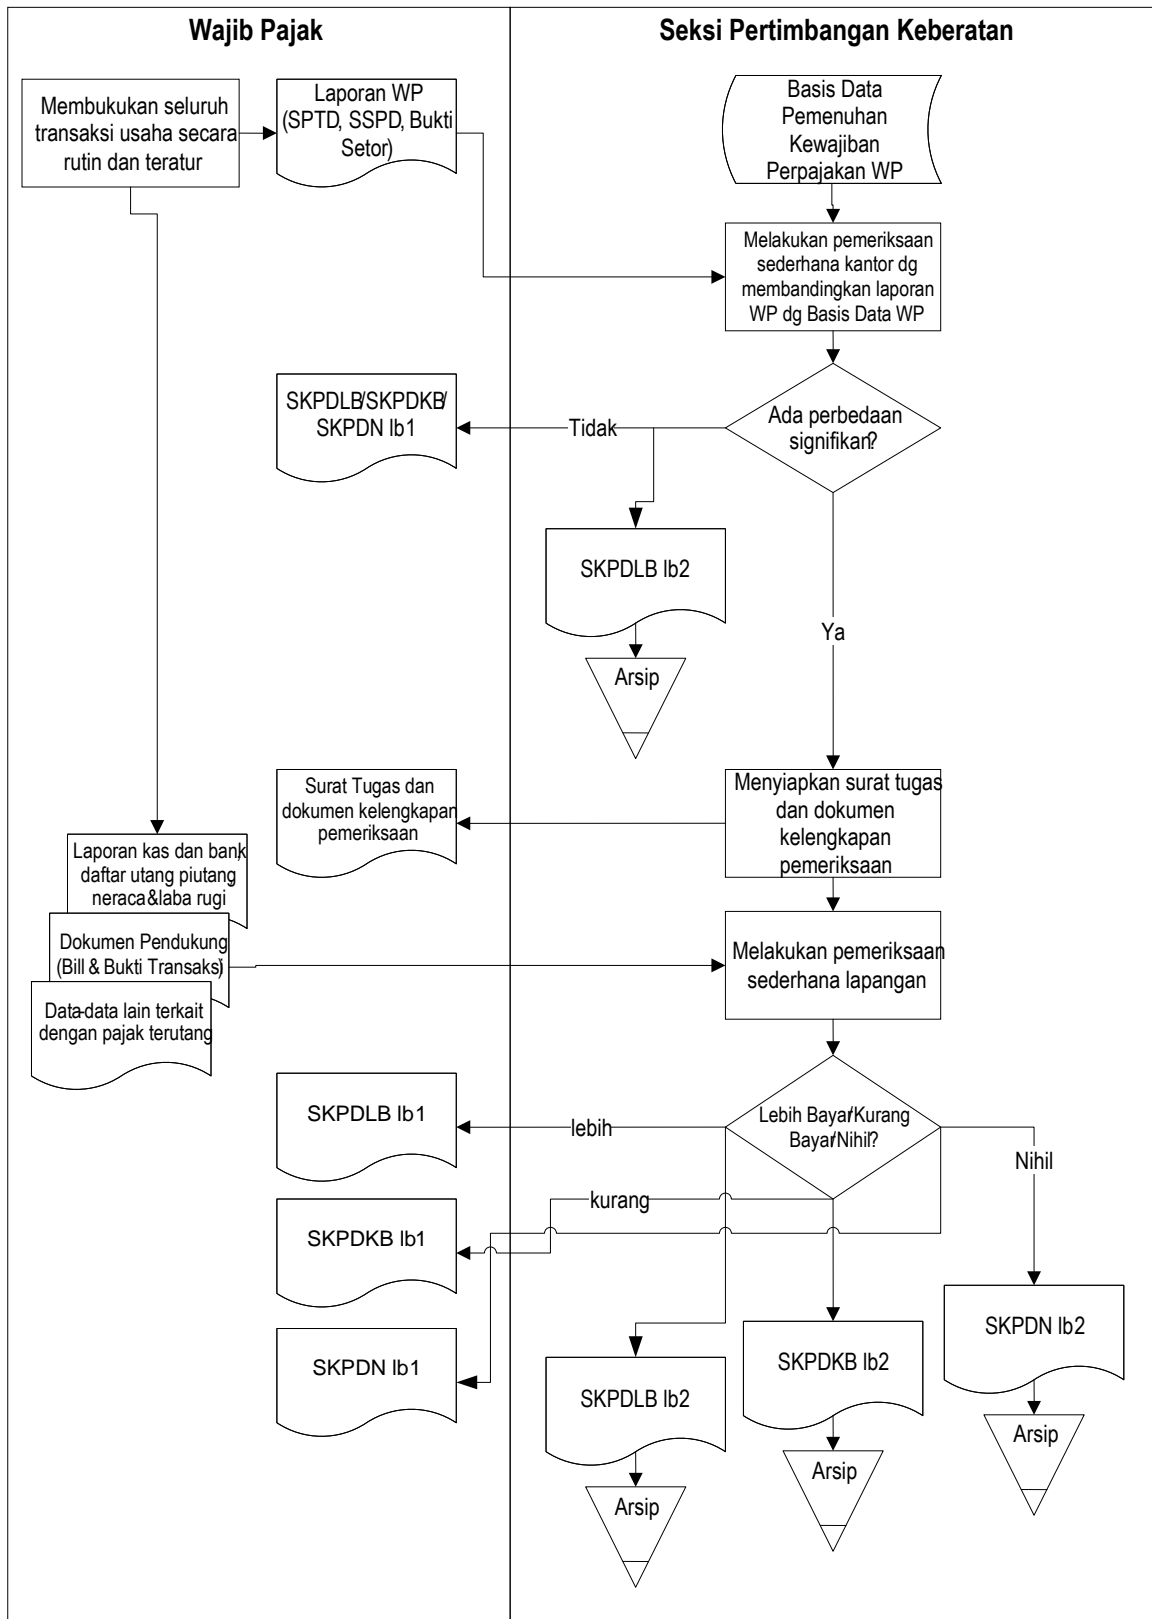 Wajib Pajak
Seksi Pertimbangan Keberatan
Membukukan seluruh
transaksi usaha secara
rutin dan teratur
Laporan WP
(SPTD, SSPD, Bukti
Setor)
Basis Data
Pemenuhan
Kewajiban
Perpajakan WP
Melakukan pemeriksaan
sederhana kantor dg
membandingkan laporan
WP dg Basis Data WP
SKPDLB/SKPDKB/
SKPDN lb1
Tidak
Ada perbedaan
signifikan?
SKPDLB lb2
Arsip
Ya
Surat Tugas dan
dokumen kelengkapan
pemeriksaan
Menyiapkan surat tugas
dan dokumen
kelengkapan
pemeriksaan
Laporan kas dan bank,
daftar utang piutang
neraca&laba rugi
Dokumen Pendukung
(Bill & Bukti Transaksi)
Data-data lain terkait
dengan pajak terutang
Melakukan pemeriksaan
sederhana lapangan
SKPDLB lb1
lebih
Lebih Bayar/Kurang
Bayar/Nihil?
Nihil
kurang
SKPDKB lb1
SKPDN lb1
SKPDLB lb2
Arsip
SKPDKB lb2
Arsip
SKPDN lb2
Arsip